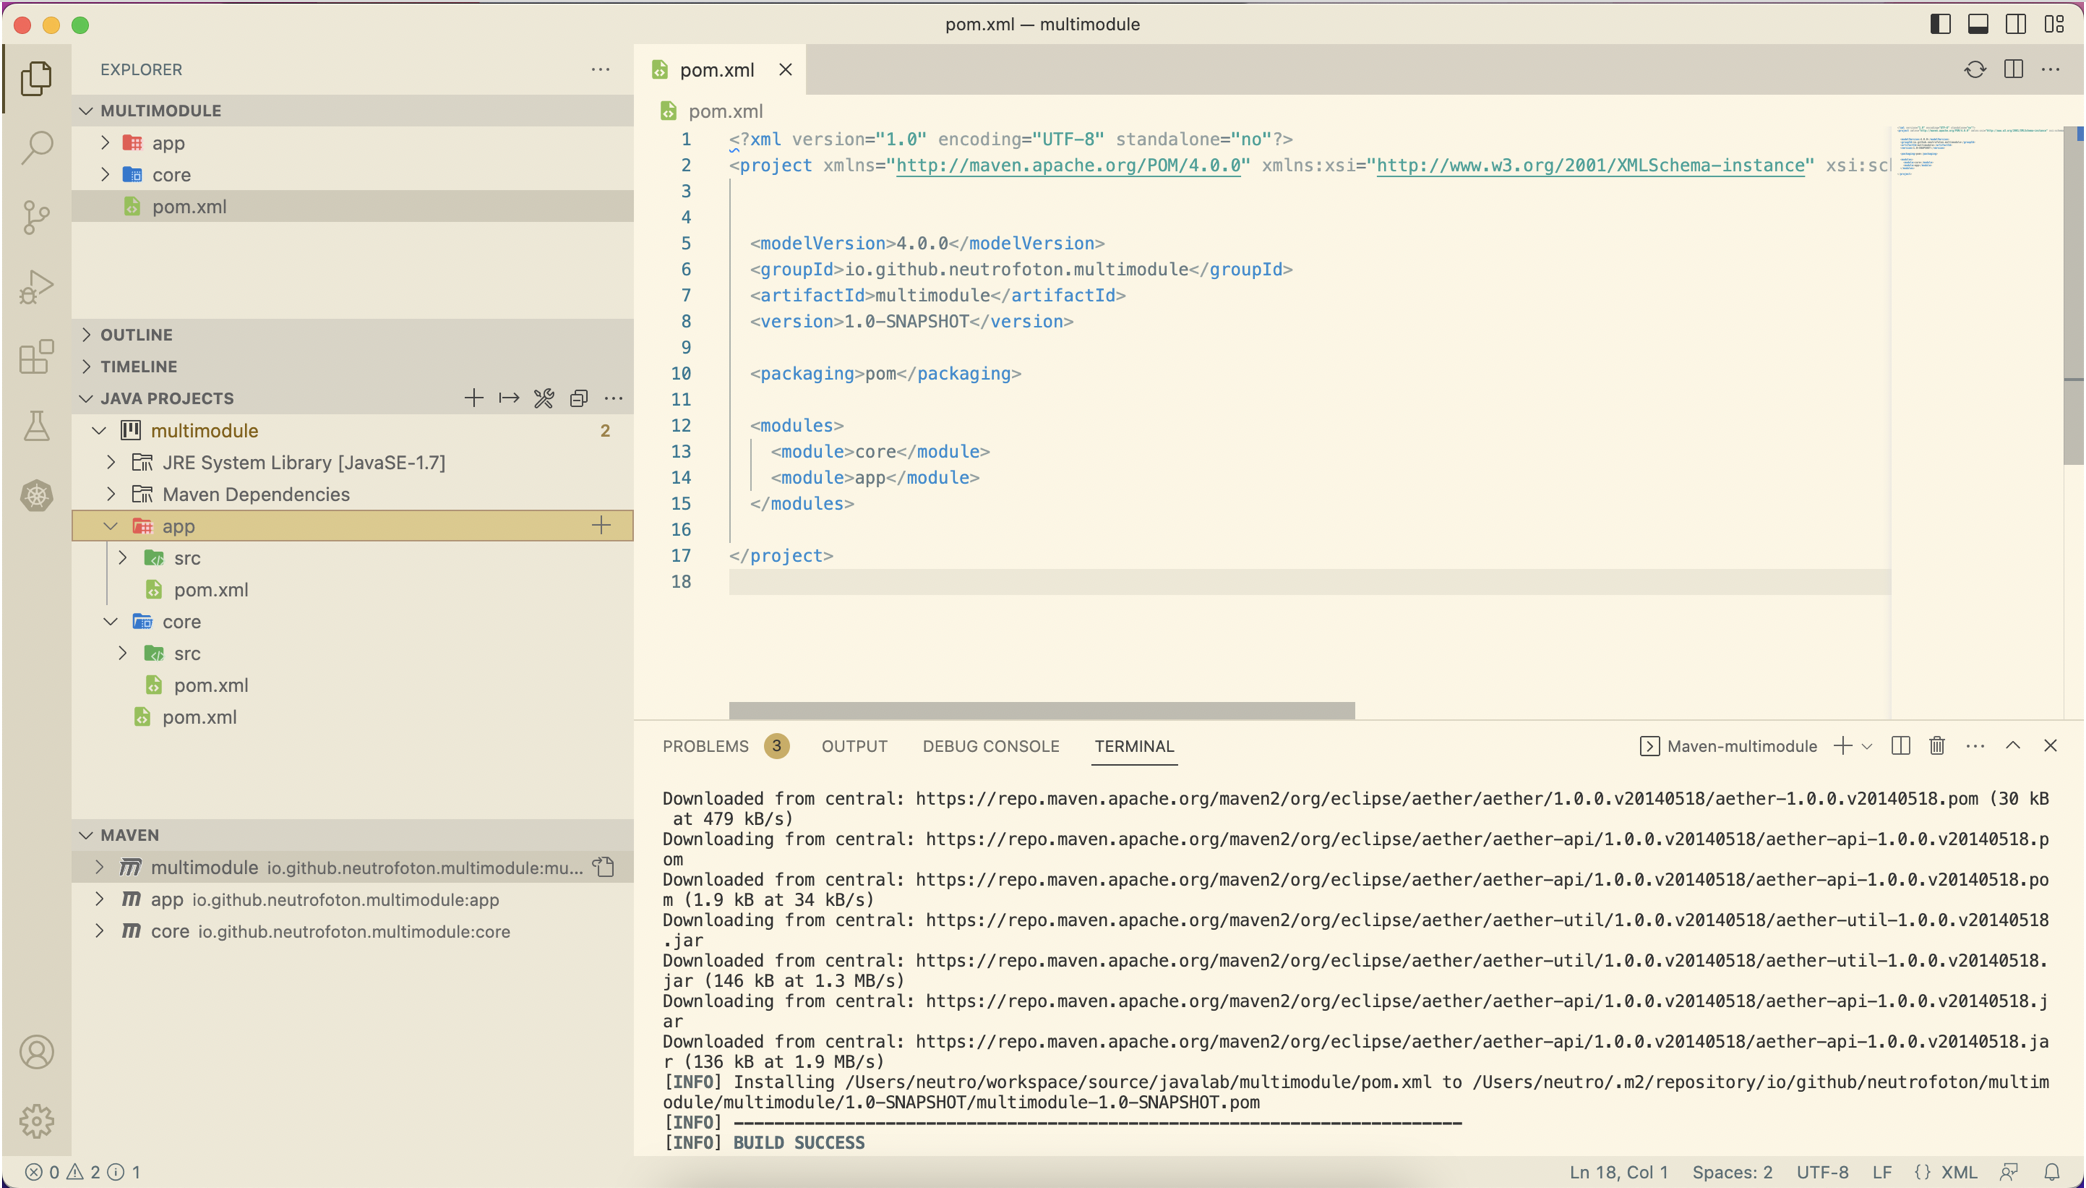 pom.xml — multimodule
EXPLORER
MULTIMODULE
app
core
pom.xml
OUTLINE
TIMELINE
JAVA PROJECTS
multimodule 2
JRE System Library [JavaSE-1.7]
Maven Dependencies
app
src
pom.xml
core
src
pom.xml
pom.xml
MAVEN
multimodule io.github.neutrofoton.multimodule:mu...
app io.github.neutrofoton.multimodule:app
core io.github.neutrofoton.multimodule:core
pom.xml
pom.xml
1 <?xml version="1.0" encoding="UTF-8" standalone="no"?>
2 <project xmlns="http://maven.apache.org/POM/4.0.0" xmlns:xsi="http://www.w3.org/2001/XMLSchema-instance" xsi:sc
3
4
5 <modelVersion>4.0.0</modelVersion>
6 <groupId>io.github.neutrofoton.multimodule</groupId>
7 <artifactId>multimodule</artifactId>
8 <version>1.0-SNAPSHOT</version>
9
10 <packaging>pom</packaging>
11
12 <modules>
13 <module>core</module>
14 <module>app</module>
15 </modules>
16
17 </project>
18
PROBLEMS 3 OUTPUT DEBUG CONSOLE TERMINAL Maven-multimodule
Downloaded from central: https://repo.maven.apache.org/maven2/org/eclipse/aether/aether/1.0.0.v20140518/aether-1.0.0.v20140518.pom (30 kB
at 479 kB/s)
Downloading from central: https://repo.maven.apache.org/maven2/org/eclipse/aether/aether-api/1.0.0.v20140518/aether-api-1.0.0.v20140518.p
om
Downloaded from central: https://repo.maven.apache.org/maven2/org/eclipse/aether/aether-api/1.0.0.v20140518/aether-api-1.0.0.v20140518.po
m (1.9 kB at 34 kB/s)
Downloading from central: https://repo.maven.apache.org/maven2/org/eclipse/aether/aether-util/1.0.0.v20140518/aether-util-1.0.0.v20140518
.jar
Downloaded from central: https://repo.maven.apache.org/maven2/org/eclipse/aether/aether-util/1.0.0.v20140518/aether-util-1.0.0.v20140518.
jar (146 kB at 1.3 MB/s)
Downloading from central: https://repo.maven.apache.org/maven2/org/eclipse/aether/aether-api/1.0.0.v20140518/aether-api-1.0.0.v20140518.j
ar
Downloaded from central: https://repo.maven.apache.org/maven2/org/eclipse/aether/aether-api/1.0.0.v20140518/aether-api-1.0.0.v20140518.ja
r (136 kB at 1.9 MB/s)
[INFO] Installing /Users/neutro/workspace/source/javalab/multimodule/pom.xml to /Users/neutro/.m2/repository/io/github/neutrofoton/multim
odule/multimodule/1.0-SNAPSHOT/multimodule-1.0-SNAPSHOT.pom
[INFO] ------------------------------------------------------------------------
[INFO] BUILD SUCCESS
0 2 1 Ln 18, Col 1 Spaces: 2 UTF-8 LF {} XML